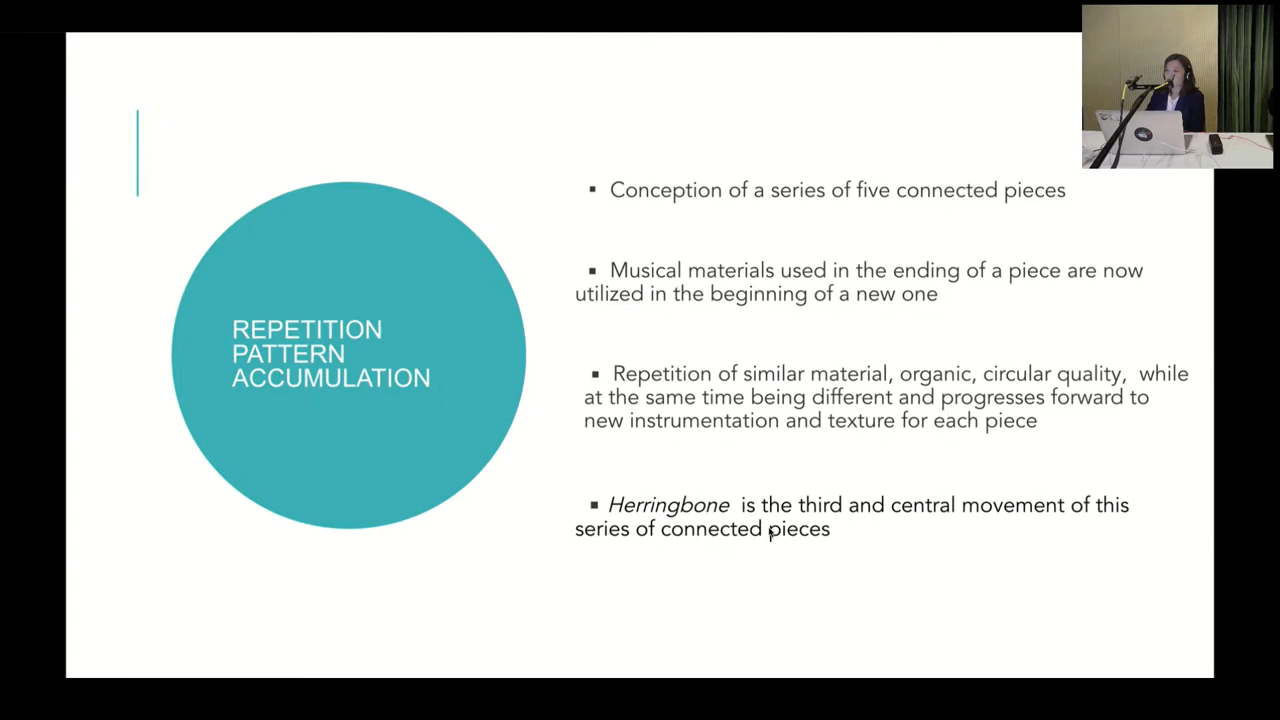 REPETITION
PATTERN
ACCUMULATION
▪ Conception of a series of five connected pieces
▪ Musical materials used in the ending of a piece are now
utilized in the beginning of a new one
▪ Repetition of similar material, organic, circular quality, while
at the same time being different and progresses forward to
new instrumentation and texture for each piece
▪ Herringbone is the third and central movement of this
series of connected pieces